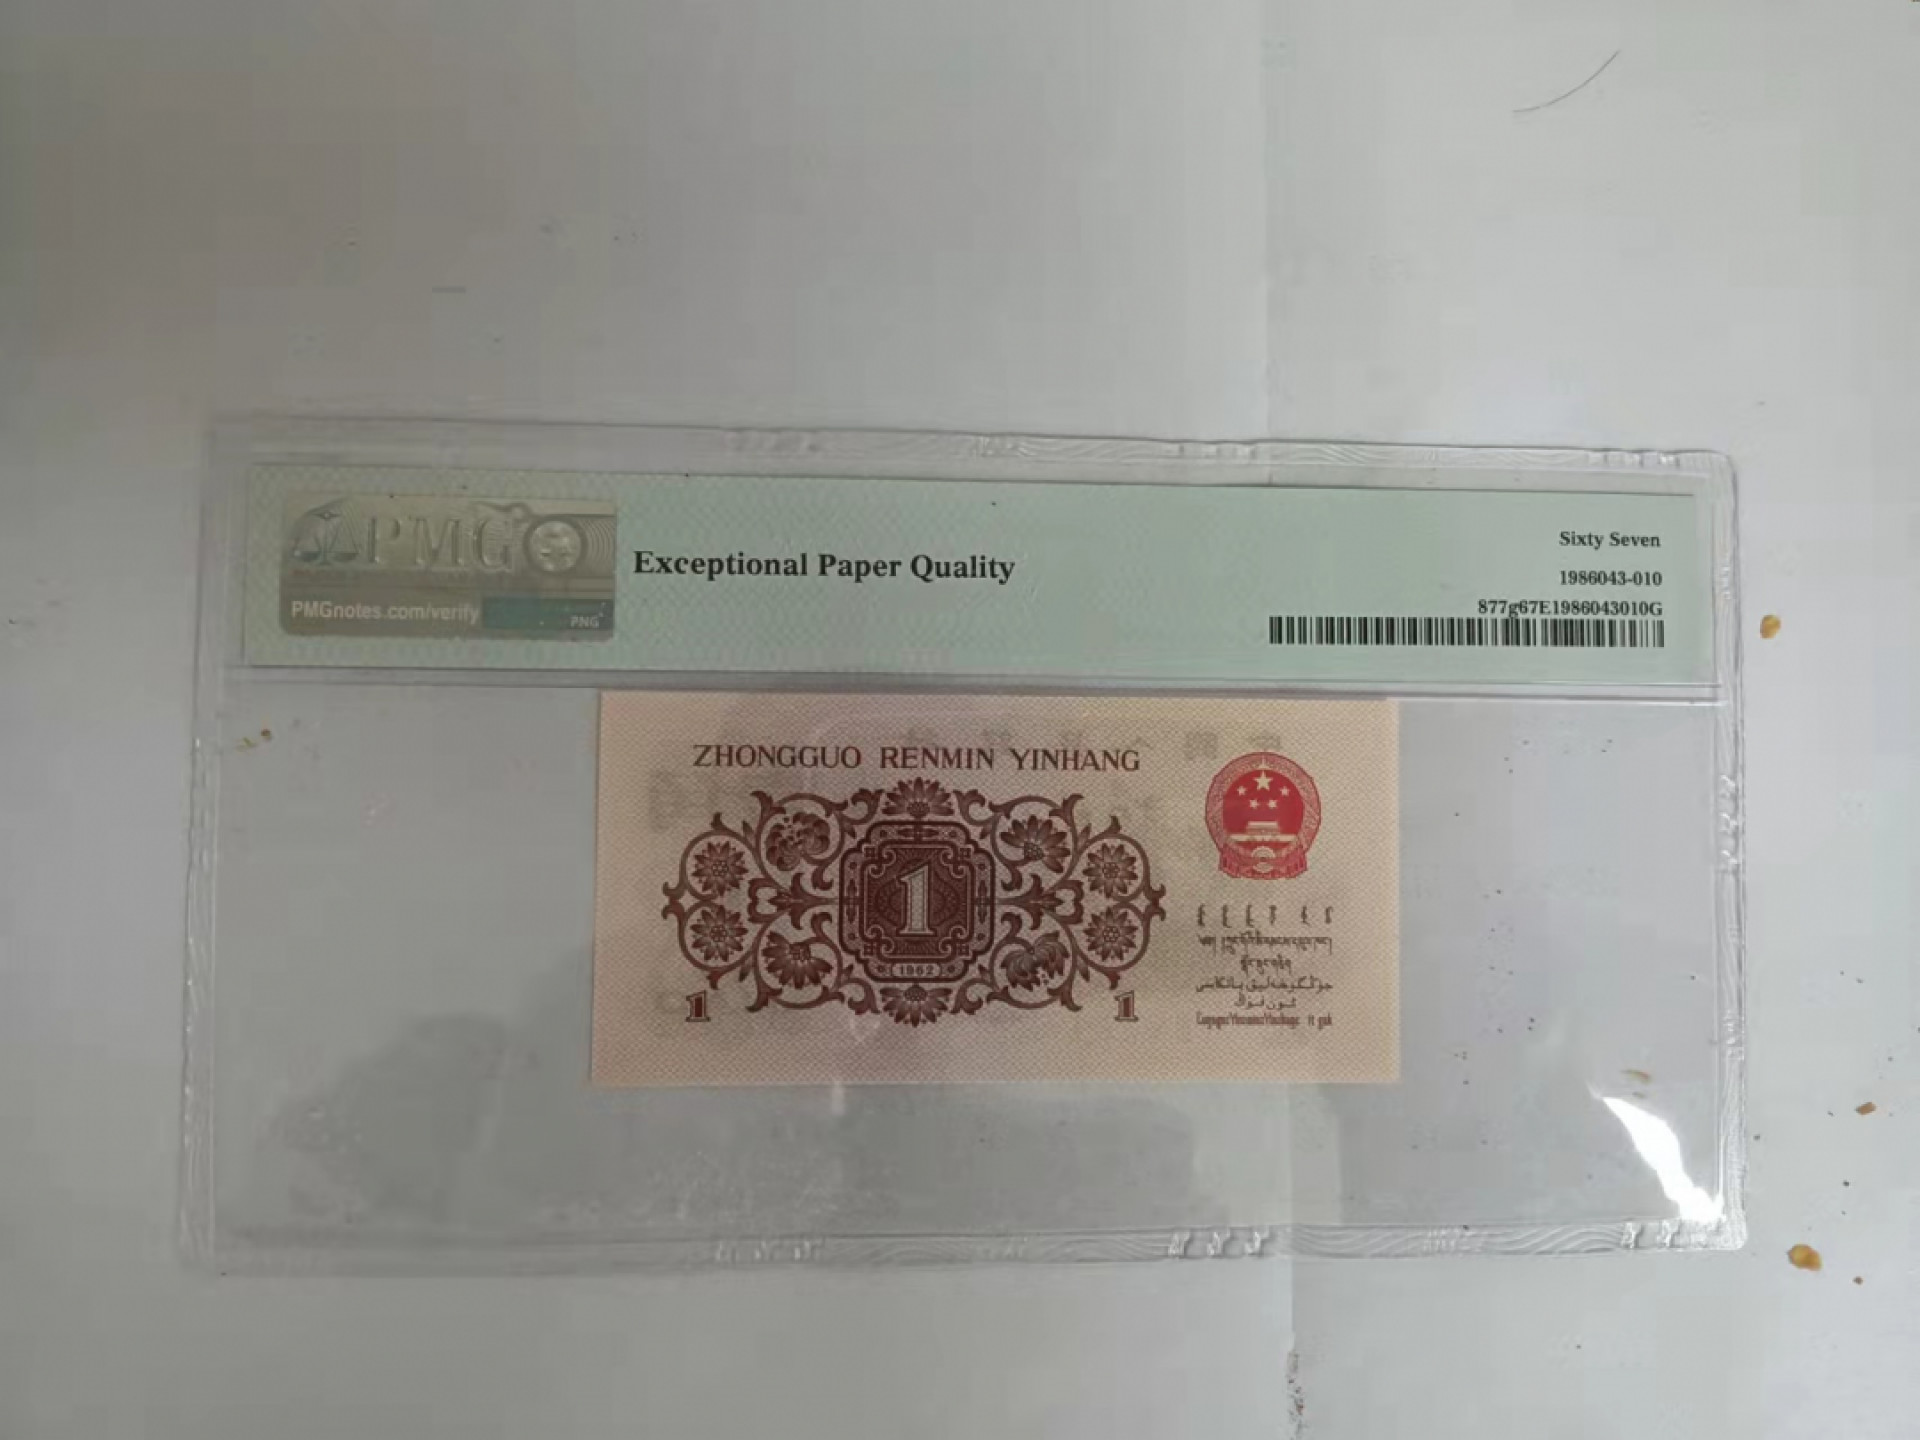 PMG
PMGnotes.com/verify
PNG
Exceptional Paper Quality
Sixty Seven
1986043-010
877g67E1986043010G
ZHONGGUO RENMIN YINHANG
1
1962
1
1